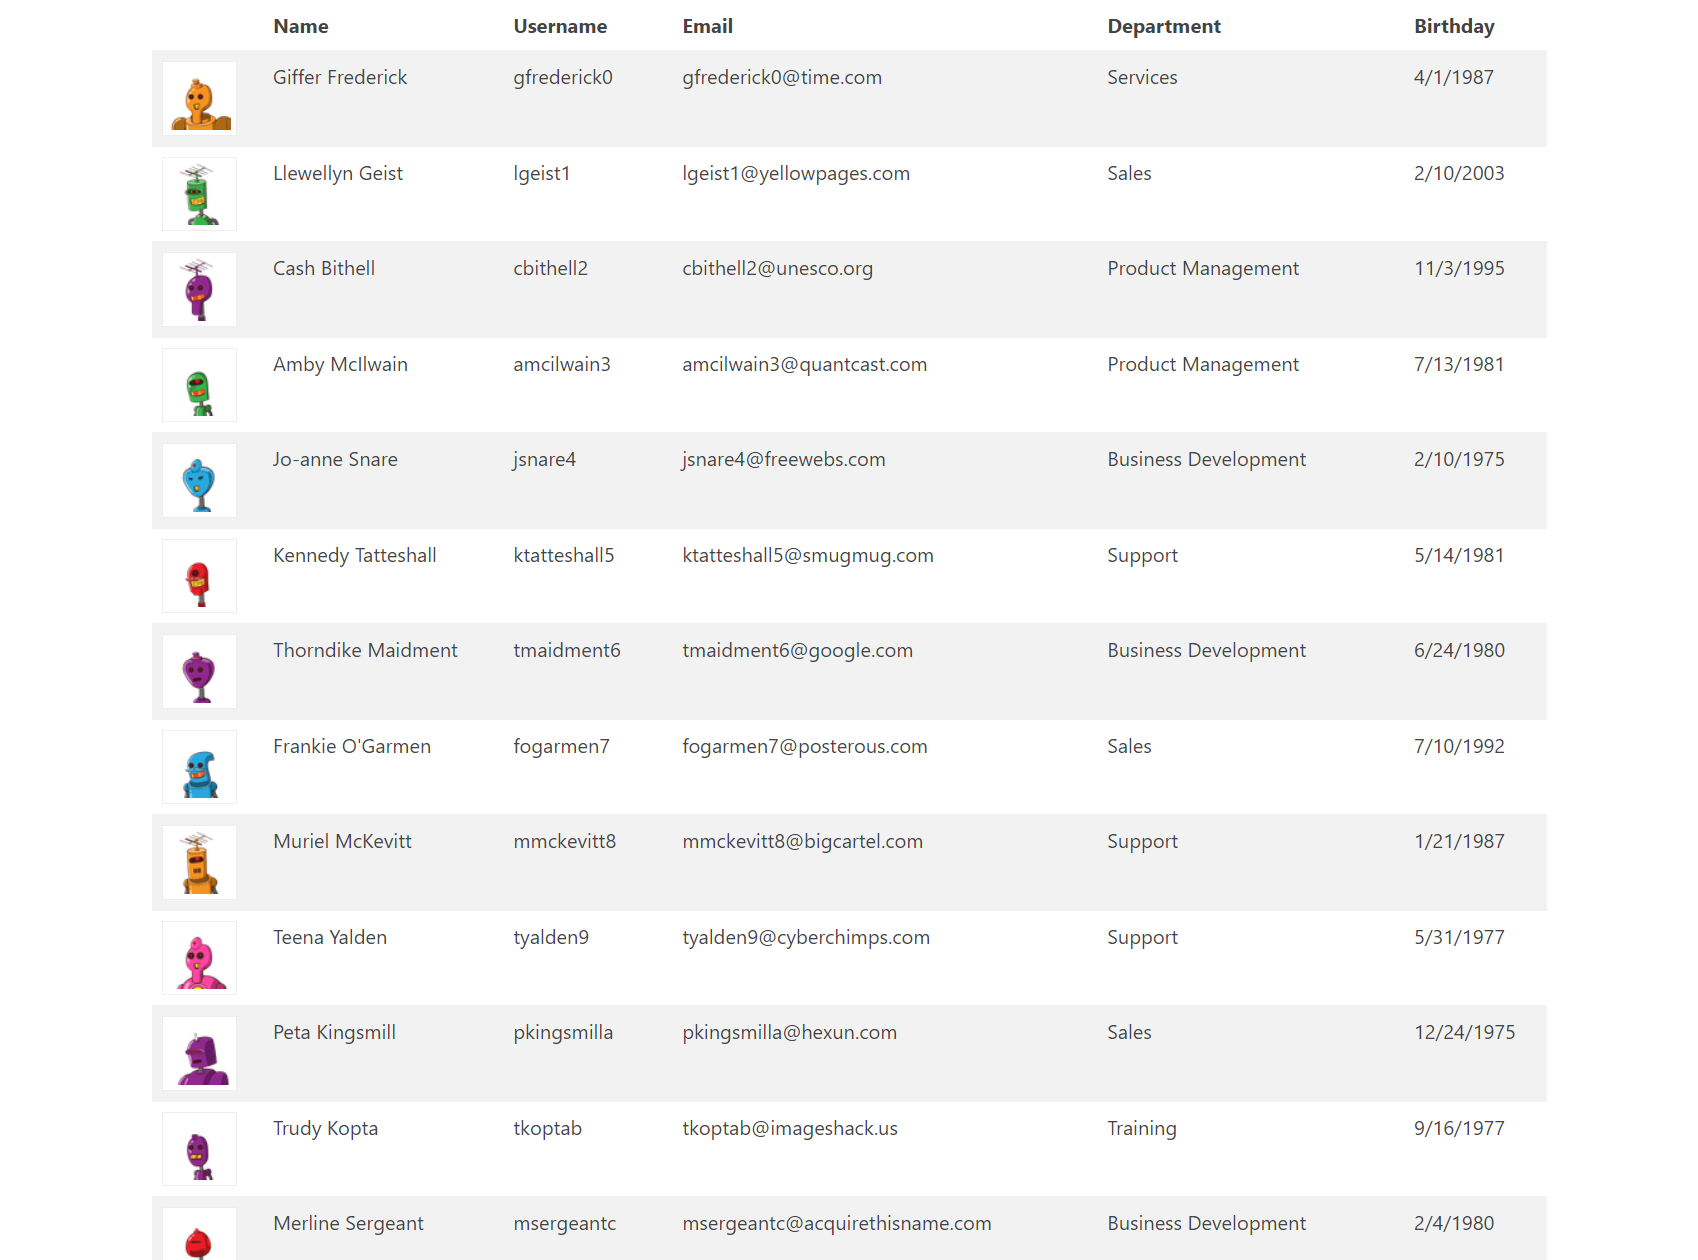 Name Username Email Department Birthday
Giffer Frederick gfrederick0 gfrederick0@time.com Services 4/1/1987
Llewellyn Geist lgeist1 lgeist1@yellowpages.com Sales 2/10/2003
Cash Bithell cbithell2 cbithell2@unesco.org Product Management 11/3/1995
Amby McIlwain amcilwain3 amcilwain3@quantcast.com Product Management 7/13/1981
Jo-anne Snare jsnare4 jsnare4@freewebs.com Business Development 2/10/1975
Kennedy Tatteshall ktatteshall5 ktatteshall5@smugmug.com Support 5/14/1981
Thorndike Maidment tmaidment6 tmaidment6@google.com Business Development 6/24/1980
Frankie O'Garmen fogarmen7 fogarmen7@posterous.com Sales 7/10/1992
Muriel McKevitt mmckevitt8 mmckevitt8@bigcartel.com Support 1/21/1987
Teena Yalden tyalden9 tyalden9@cyberchimps.com Support 5/31/1977
Peta Kingsmill pkingsmilla pkingsmilla@hexun.com Sales 12/24/1975
Trudy Kopta tkoptab tkoptab@imageshack.us Training 9/16/1977
Merline Sergeant msergeantc msergeantc@acquirethisname.com Business Development 2/4/1980